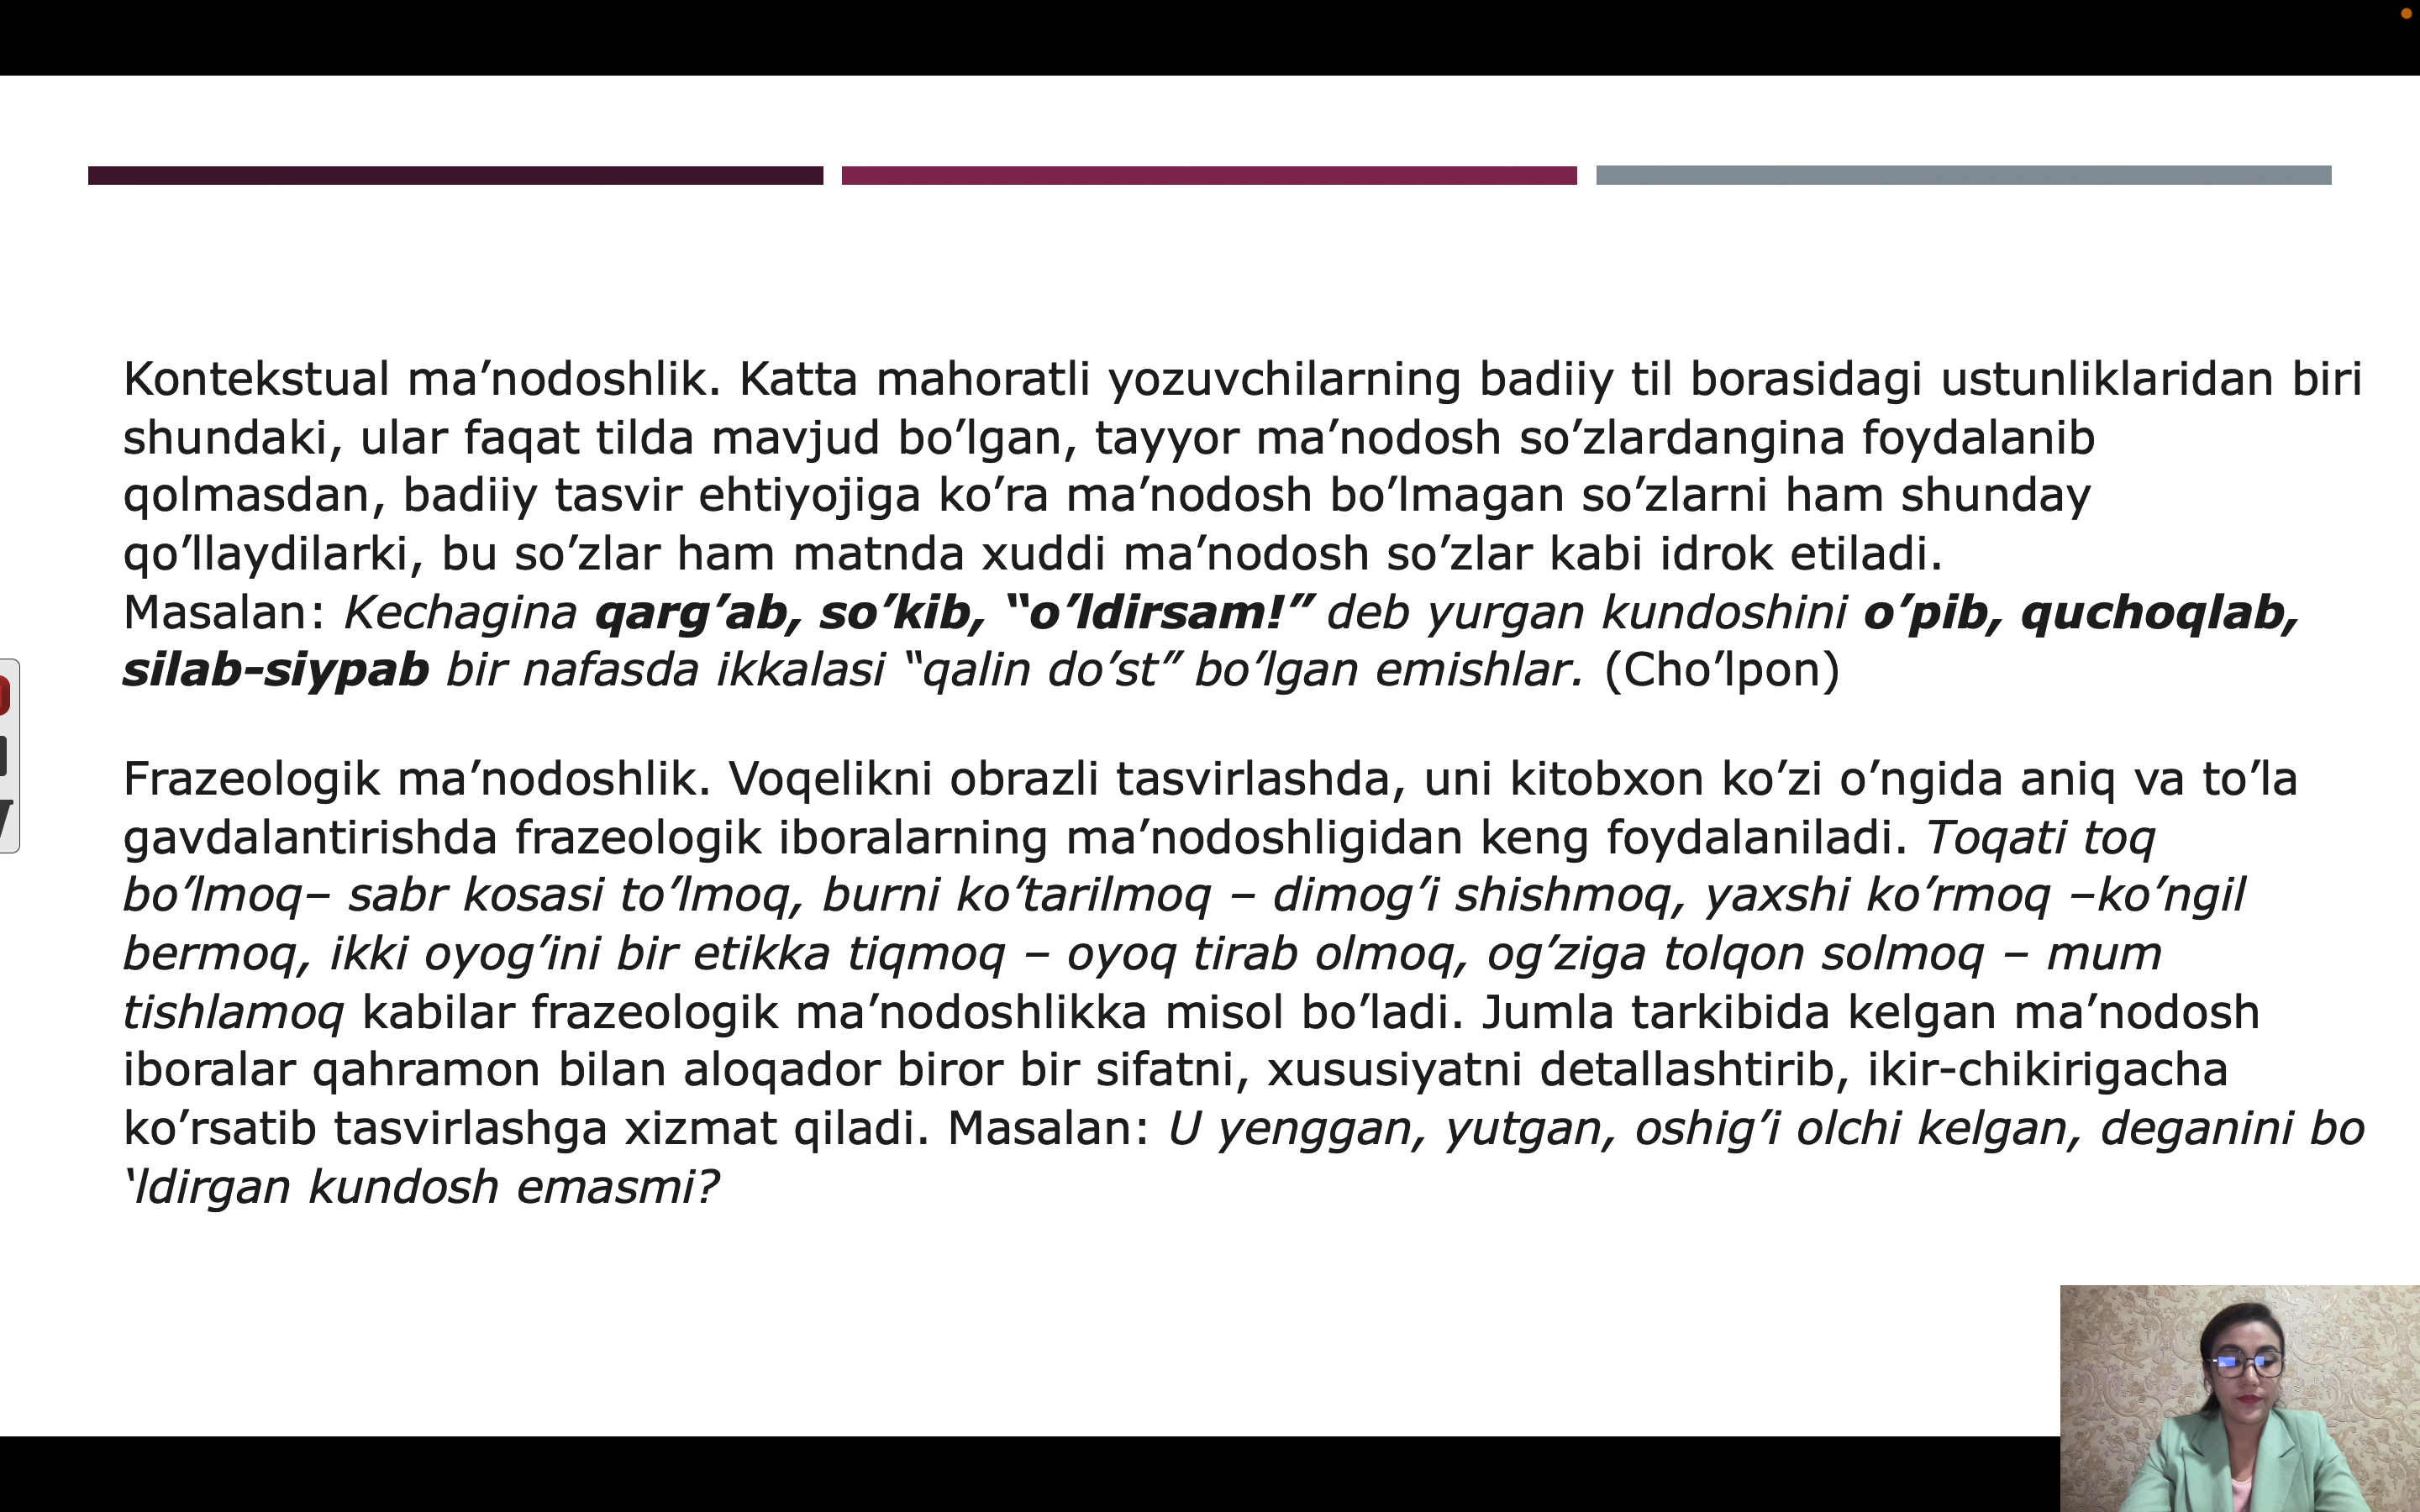 Kontekstual ma’nodoshlik. Katta mahoratli yozuvchilarning badiiy til borasidagi ustunliklaridan biri
shundaki, ular faqat tilda mavjud bo’lgan, tayyor ma’nodosh so’zlardangina foydalanib
qolmasdan, badiiy tasvir ehtiyojiga ko’ra ma’nodosh bo’lmagan so’zlarni ham shunday
qo’llaydilarki, bu so’zlar ham matnda xuddi ma’nodosh so’zlar kabi idrok etiladi.
Masalan: Kechagina qarg’ab, so’kib, “o’ldirsam!” deb yurgan kundoshini o’pib, quchoqlab,
silab-siypab bir nafasda ikkalasi “qalin do’st” bo’lgan emishlar. (Cho’lpon)
Frazeologik ma’nodoshlik. Voqelikni obrazli tasvirlashda, uni kitobxon ko’zi o’ngida aniq va to’la
gavdalantirishda frazeologik iboralarning ma’nodoshligidan keng foydalaniladi. Toqati toq
bo’lmoq– sabr kosasi to’lmoq, burni ko’tarilmoq – dimog’i shishmoq, yaxshi ko’rmoq –ko’ngil
bermoq, ikki oyog’ini bir etikka tiqmoq – oyoq tirab olmoq, og’ziga tolqon solmoq – mum
tishlamoq kabilar frazeologik ma’nodoshlikka misol bo’ladi. Jumla tarkibida kelgan ma’nodosh
iboralar qahramon bilan aloqador biror bir sifatni, xususiyatni detallashtirib, ikir-chikirigacha
ko’rsatib tasvirlashga xizmat qiladi. Masalan: U yenggan, yutgan, oshig’i olchi kelgan, deganini bo
‘ldirgan kundosh emasmi?